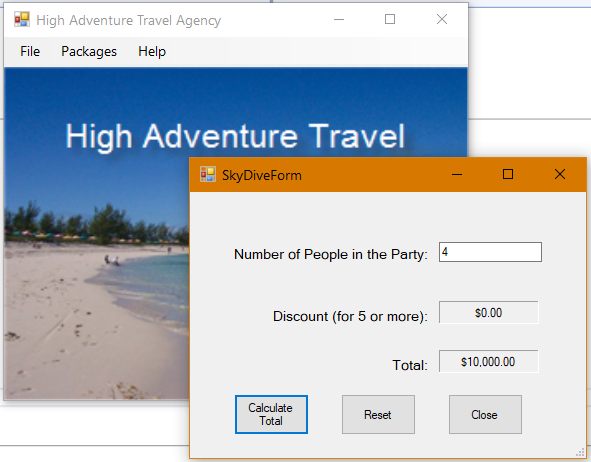 High Adventure Travel Agency
File Packages Help
High Adventure Travel
SkyDiveForm
Number of People in the Party: 4
Discount (for 5 or more): $0.00
Total: $10,000.00
Calculate
Total
Reset
Close